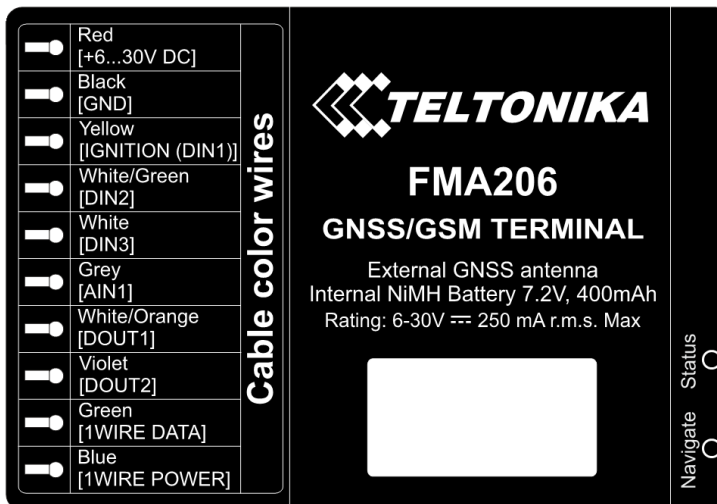 Red
[+6...30V DC]
Black
[GND]
Yellow
[IGNITION (DIN1)]
White/Green
[DIN2]
White
[DIN3]
Grey
[AIN1]
White/Orange
[DOUT1]
Violet
[DOUT2]
Green
[1WIRE DATA]
Blue
[1WIRE POWER]
Cable color wires
TELTONIKA
FMA206
GNSS/GSM TERMINAL
External GNSS antenna
Internal NiMH Battery 7.2V, 400mAh
Rating: 6-30V ⎓ 250 mA r.m.s. Max
Status
Navigate